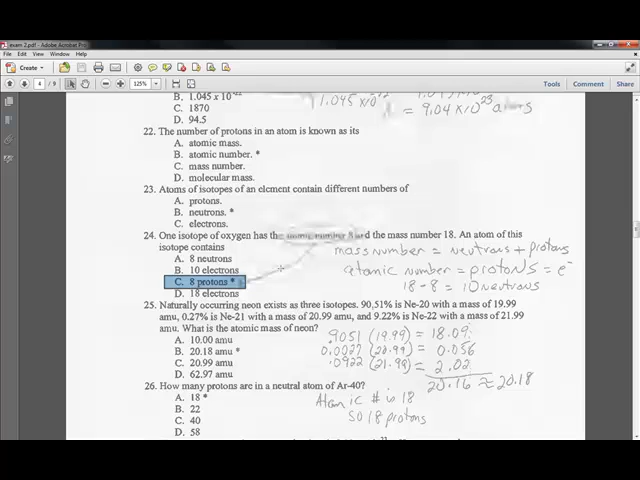 exam 2.pdf - Adobe Acrobat Pro
File Edit View Window Help
Create
4 / 9
125%
Tools
Comment
Share
B. 1.045 x 10
C. 1870
D. 94.5
= 9.04 x 10^23 atoms
22. The number of protons in an atom is known as its
A. atomic mass.
B. atomic number. *
C. mass number.
D. molecular mass.
23. Atoms of isotopes of an element contain different numbers of
A. protons.
B. neutrons. *
C. electrons.
24. One isotope of oxygen has the atomic number 8 and the mass number 18. An atom of this
isotope contains
A. 8 neutrons
B. 10 electrons
C. 8 protons *
D. 18 electrons
mass number = neutrons + protons
atomic number = protons = e⁻
18 - 8 = 10 neutrons
25. Naturally occurring neon exists as three isotopes. 90,51% is Ne-20 with a mass of 19.99
amu, 0.27% is Ne-21 with a mass of 20.99 amu, and 9.22% is Ne-22 with a mass of 21.99
amu. What is the atomic mass of neon?
A. 10.00 amu
B. 20.18 amu *
C. 20.99 amu
D. 62.97 amu
.9051 (19.99) = 18.09
0.0027 (20.99) = 0.056
.0922 (21.99) = 2.02
20.16 ≈ 20.18
26. How many protons are in a neutral atom of Ar-40?
A. 18 *
B. 22
C. 40
D. 58
Atomic # is 18
so 18 protons